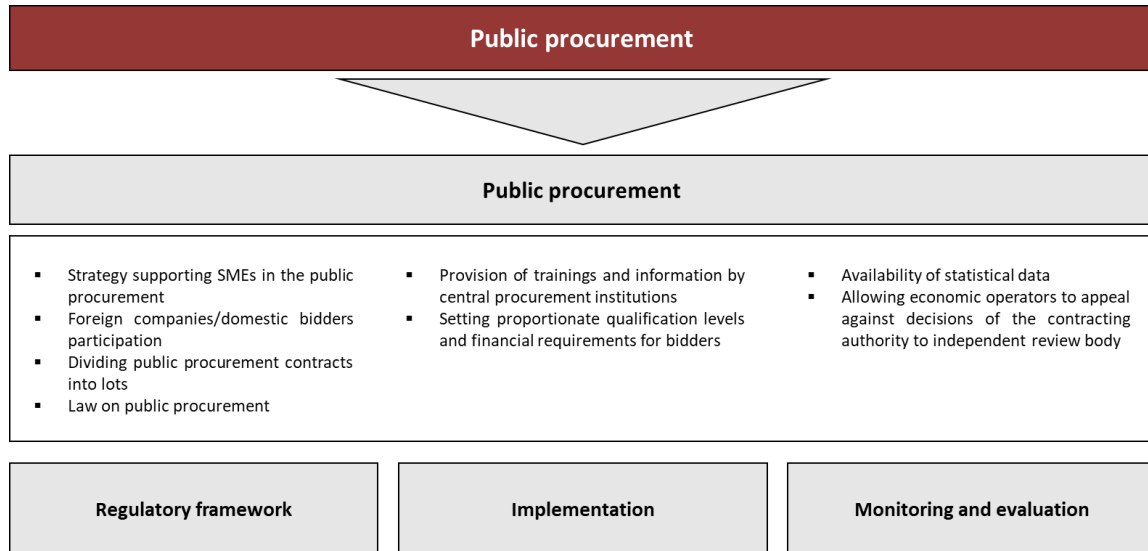 Public procurement
Public procurement
▪ Strategy supporting SMEs in the public
procurement
▪ Foreign companies/domestic bidders
participation
▪ Dividing public procurement contracts
into lots
▪ Law on public procurement
▪ Provision of trainings and information by
central procurement institutions
▪ Setting proportionate qualification levels
and financial requirements for bidders
▪ Availability of statistical data
▪ Allowing economic operators to appeal
against decisions of the contracting
authority to independent review body
Regulatory framework
Implementation
Monitoring and evaluation